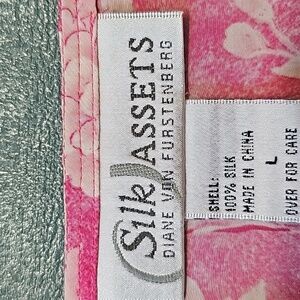 Silk ASSETS
DIANE VON FURSTENBERG
SHELL:
100% SILK
MADE IN CHINA
L
OVER FOR CARE